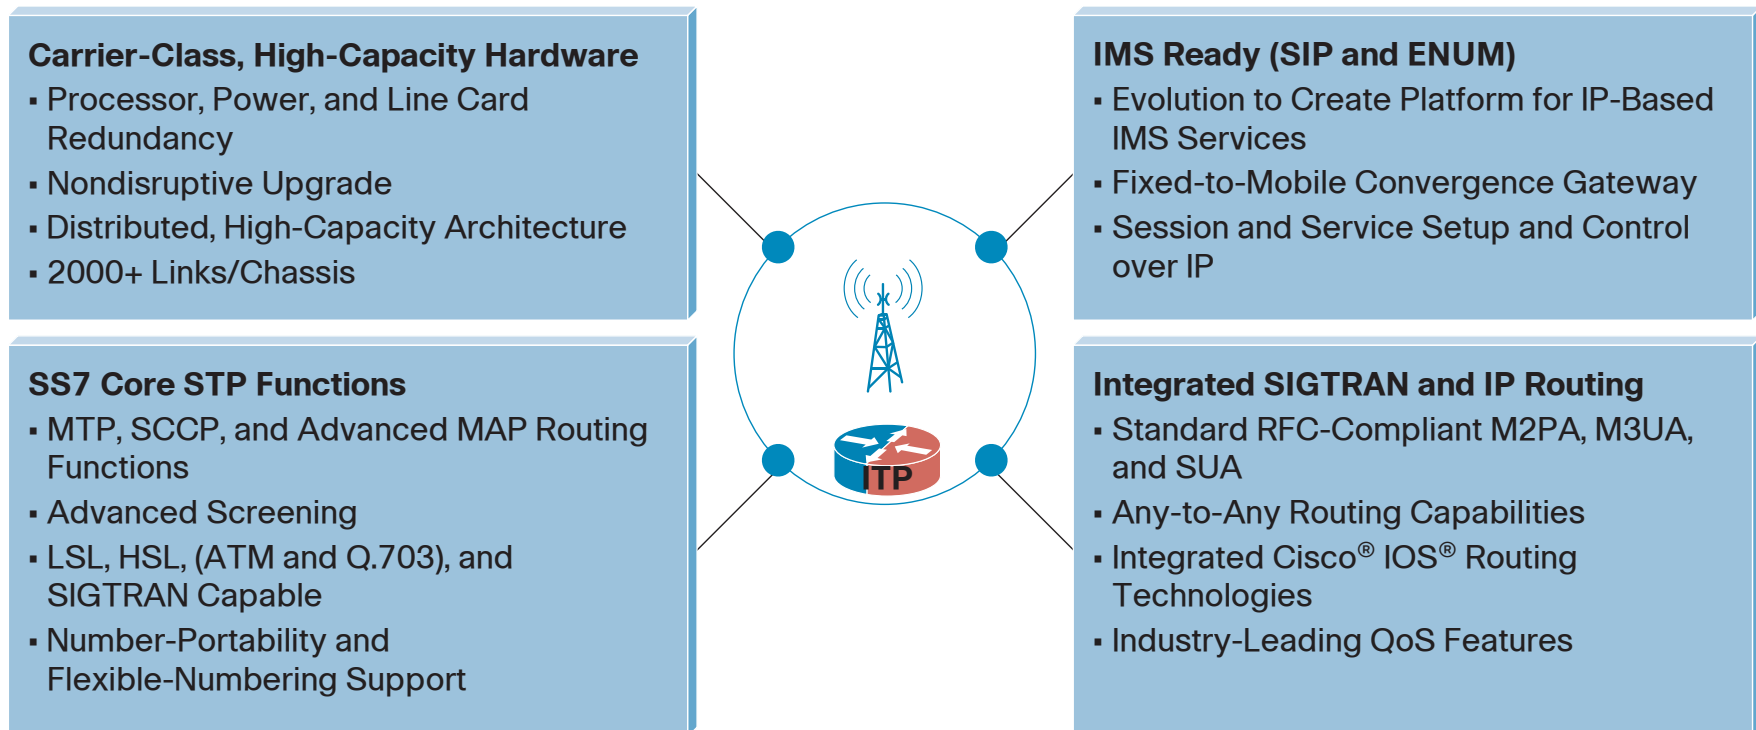 Carrier-Class, High-Capacity Hardware
▪ Processor, Power, and Line Card
Redundancy
▪ Nondisruptive Upgrade
▪ Distributed, High-Capacity Architecture
▪ 2000+ Links/Chassis
IMS Ready (SIP and ENUM)
▪ Evolution to Create Platform for IP-Based
IMS Services
▪ Fixed-to-Mobile Convergence Gateway
▪ Session and Service Setup and Control
over IP
SS7 Core STP Functions
▪ MTP, SCCP, and Advanced MAP Routing
Functions
▪ Advanced Screening
▪ LSL, HSL, (ATM and Q.703), and
SIGTRAN Capable
▪ Number-Portability and
Flexible-Numbering Support
ITP
Integrated SIGTRAN and IP Routing
▪ Standard RFC-Compliant M2PA, M3UA,
and SUA
▪ Any-to-Any Routing Capabilities
▪ Integrated Cisco® IOS® Routing
Technologies
▪ Industry-Leading QoS Features